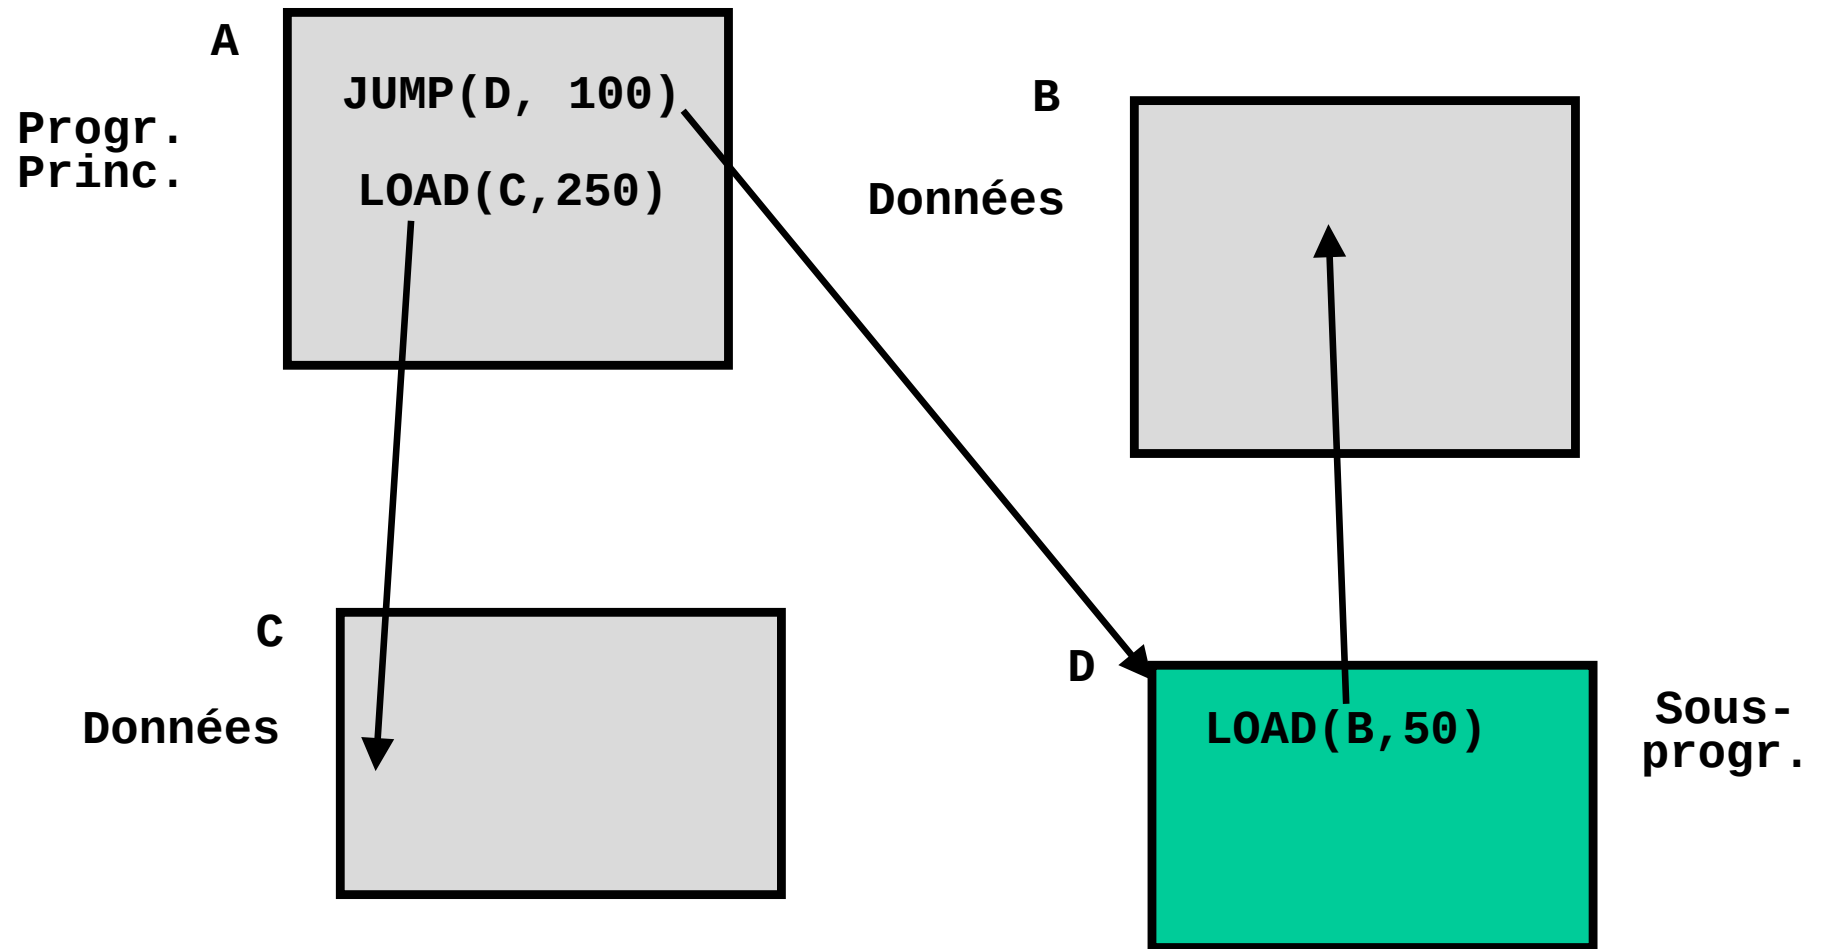 A
JUMP(D, 100)
Progr.
Princ.
LOAD(C,250)
B
Données
C
Données
D
LOAD(B,50)
Sous-
progr.